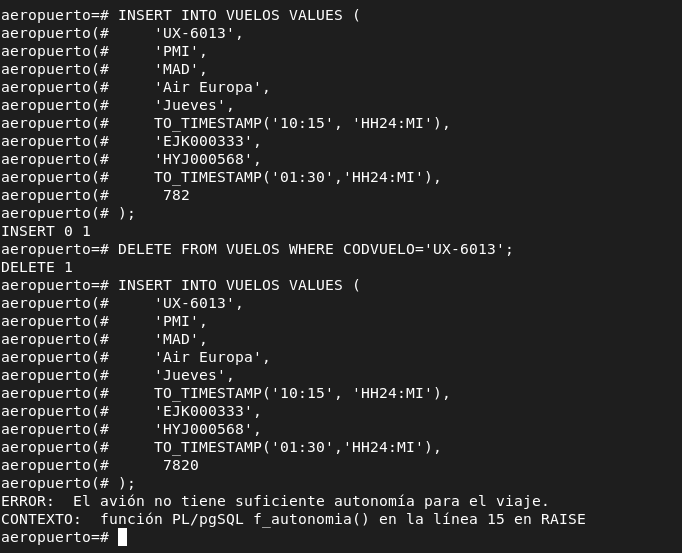 aeropuerto=# INSERT INTO VUELOS VALUES (
aeropuerto(#     'UX-6013',
aeropuerto(#     'PMI',
aeropuerto(#     'MAD',
aeropuerto(#     'Air Europa',
aeropuerto(#     'Jueves',
aeropuerto(#     TO_TIMESTAMP('10:15', 'HH24:MI'),
aeropuerto(#     'EJK000333',
aeropuerto(#     'HYJ000568',
aeropuerto(#     TO_TIMESTAMP('01:30','HH24:MI'),
aeropuerto(#      782
aeropuerto(# );
INSERT 0 1
aeropuerto=# DELETE FROM VUELOS WHERE CODVUELO='UX-6013';
DELETE 1
aeropuerto=# INSERT INTO VUELOS VALUES (
aeropuerto(#     'UX-6013',
aeropuerto(#     'PMI',
aeropuerto(#     'MAD',
aeropuerto(#     'Air Europa',
aeropuerto(#     'Jueves',
aeropuerto(#     TO_TIMESTAMP('10:15', 'HH24:MI'),
aeropuerto(#     'EJK000333',
aeropuerto(#     'HYJ000568',
aeropuerto(#     TO_TIMESTAMP('01:30','HH24:MI'),
aeropuerto(#      7820
aeropuerto(# );
ERROR:  El avión no tiene suficiente autonomía para el viaje.
CONTEXTO:  función PL/pgSQL f_autonomia() en la línea 15 en RAISE
aeropuerto=#